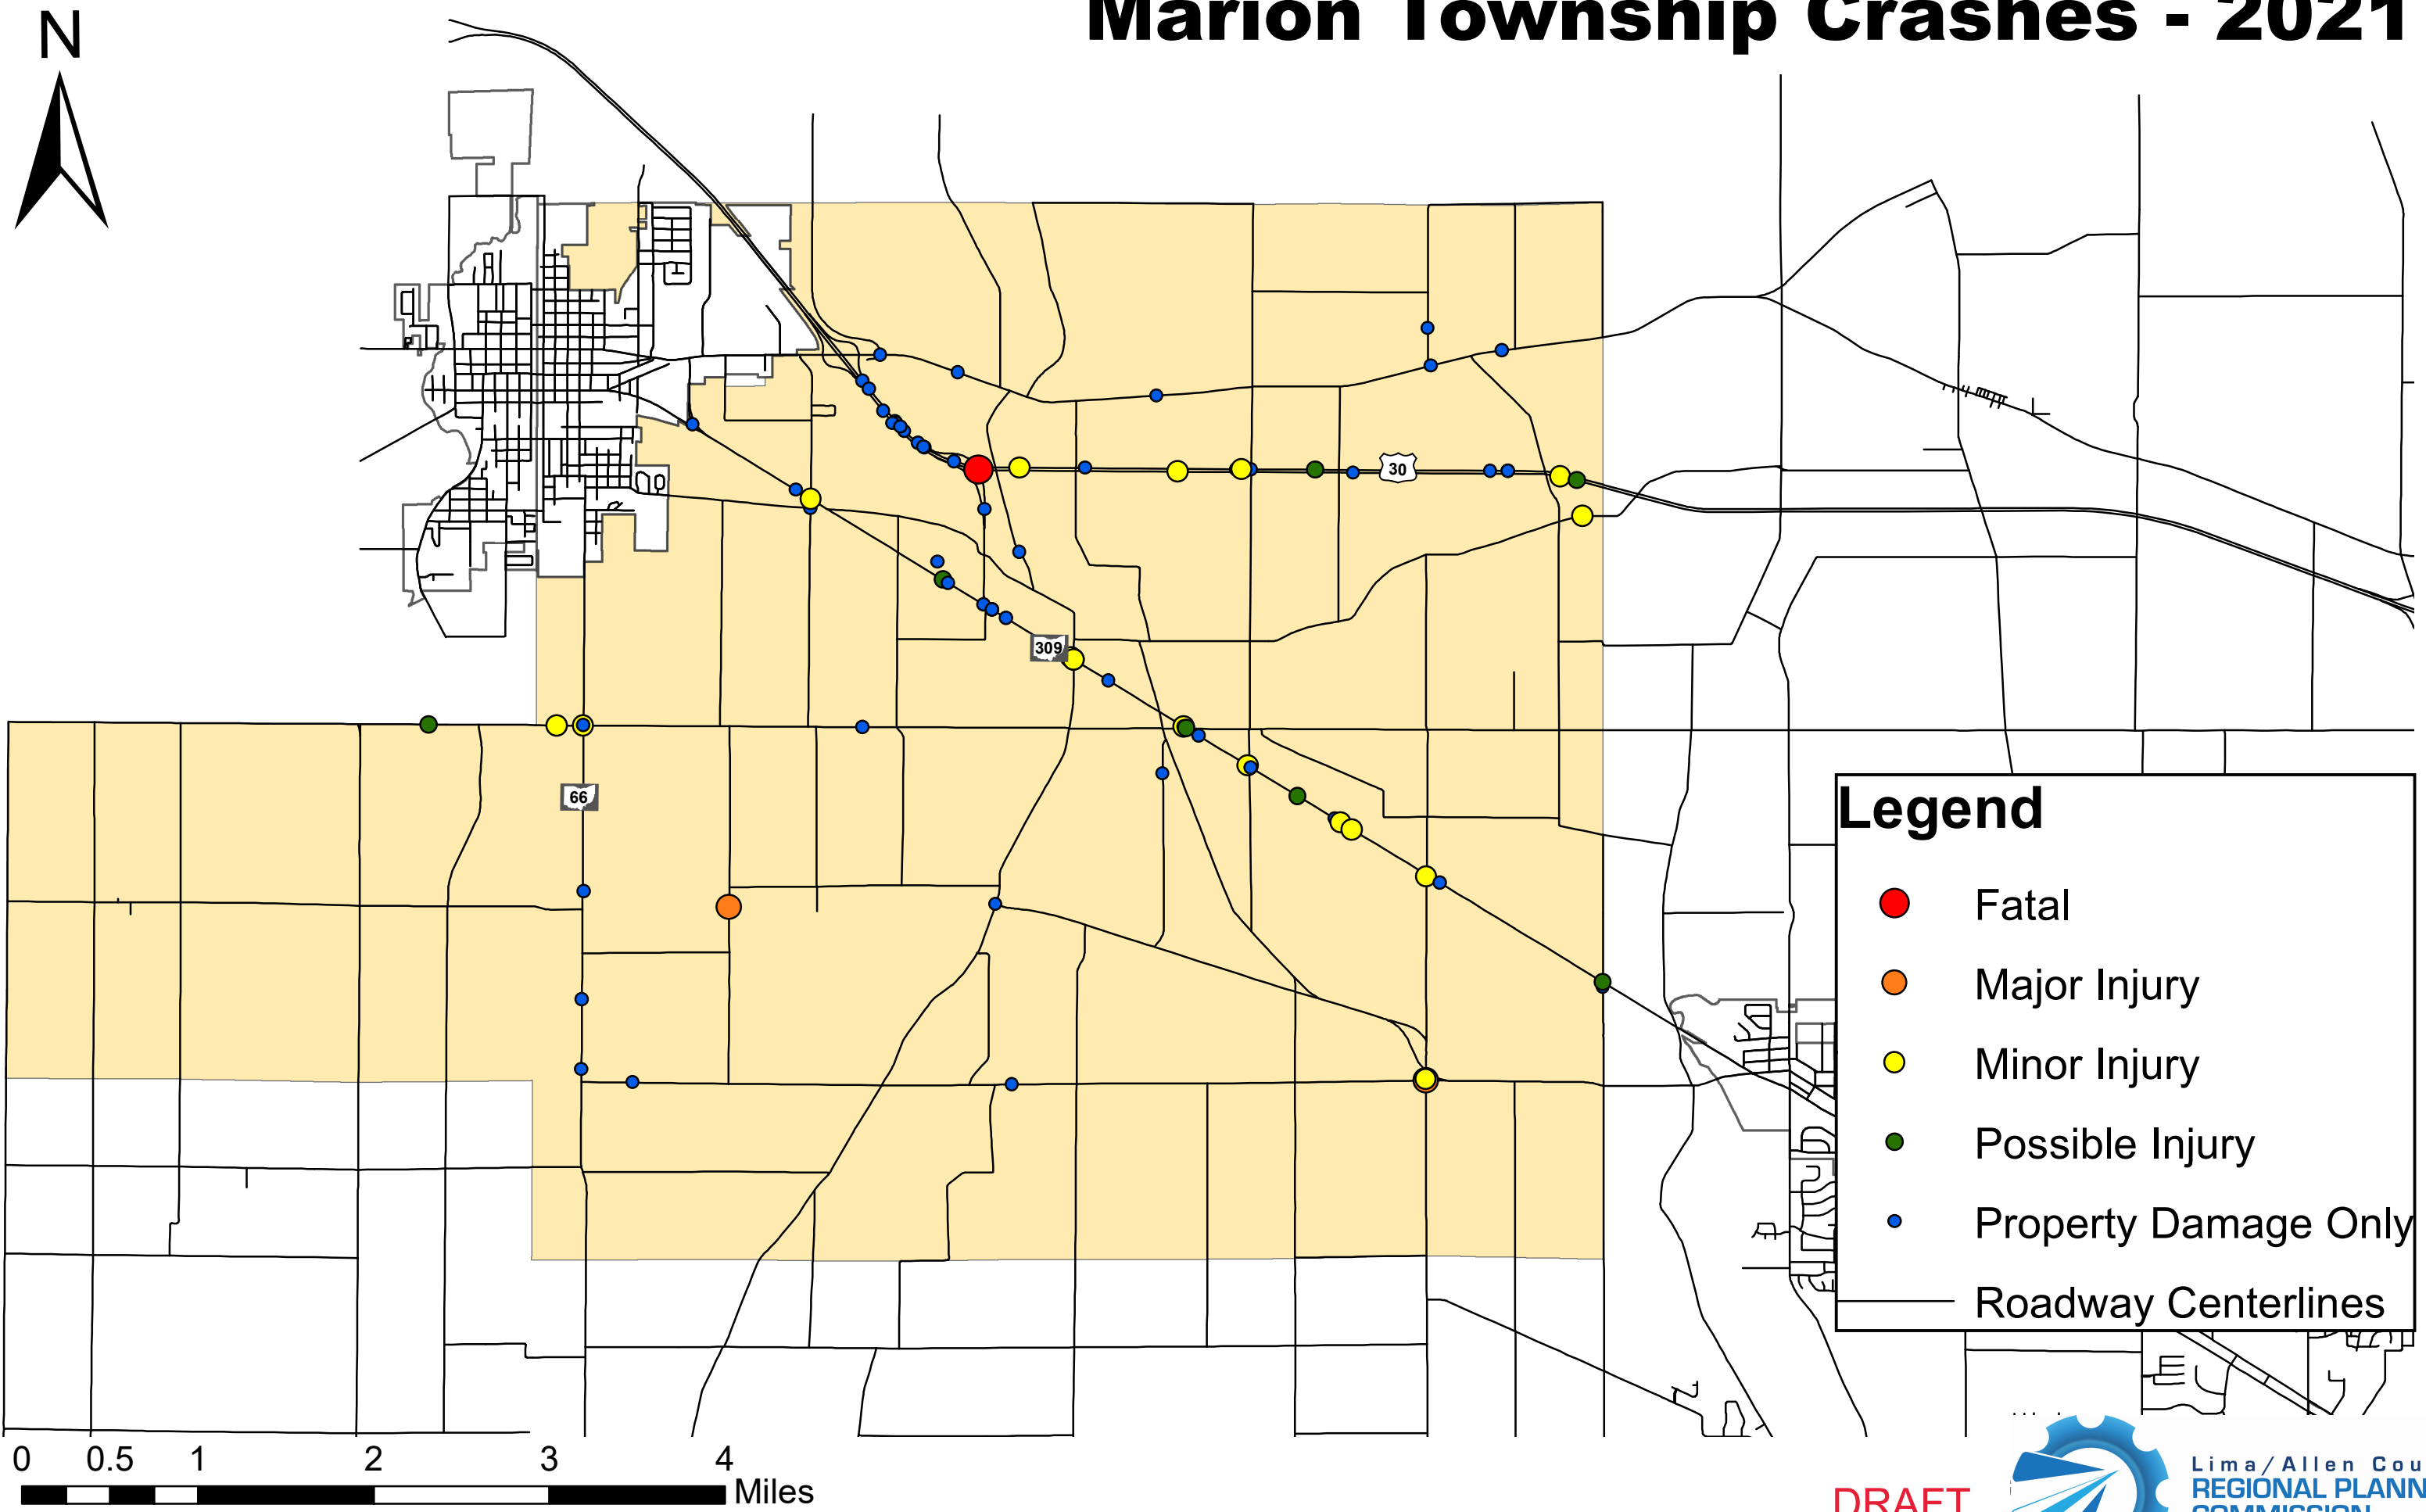 Marion Township Crashes - 2021
N
30
309
66
Legend
Fatal
Major Injury
Minor Injury
Possible Injury
Property Damage Only
Roadway Centerlines
0 0.5 1 2 3 4
Miles
DRAFT
Lima/Allen Cou
REGIONAL PLANN
COMMISSION